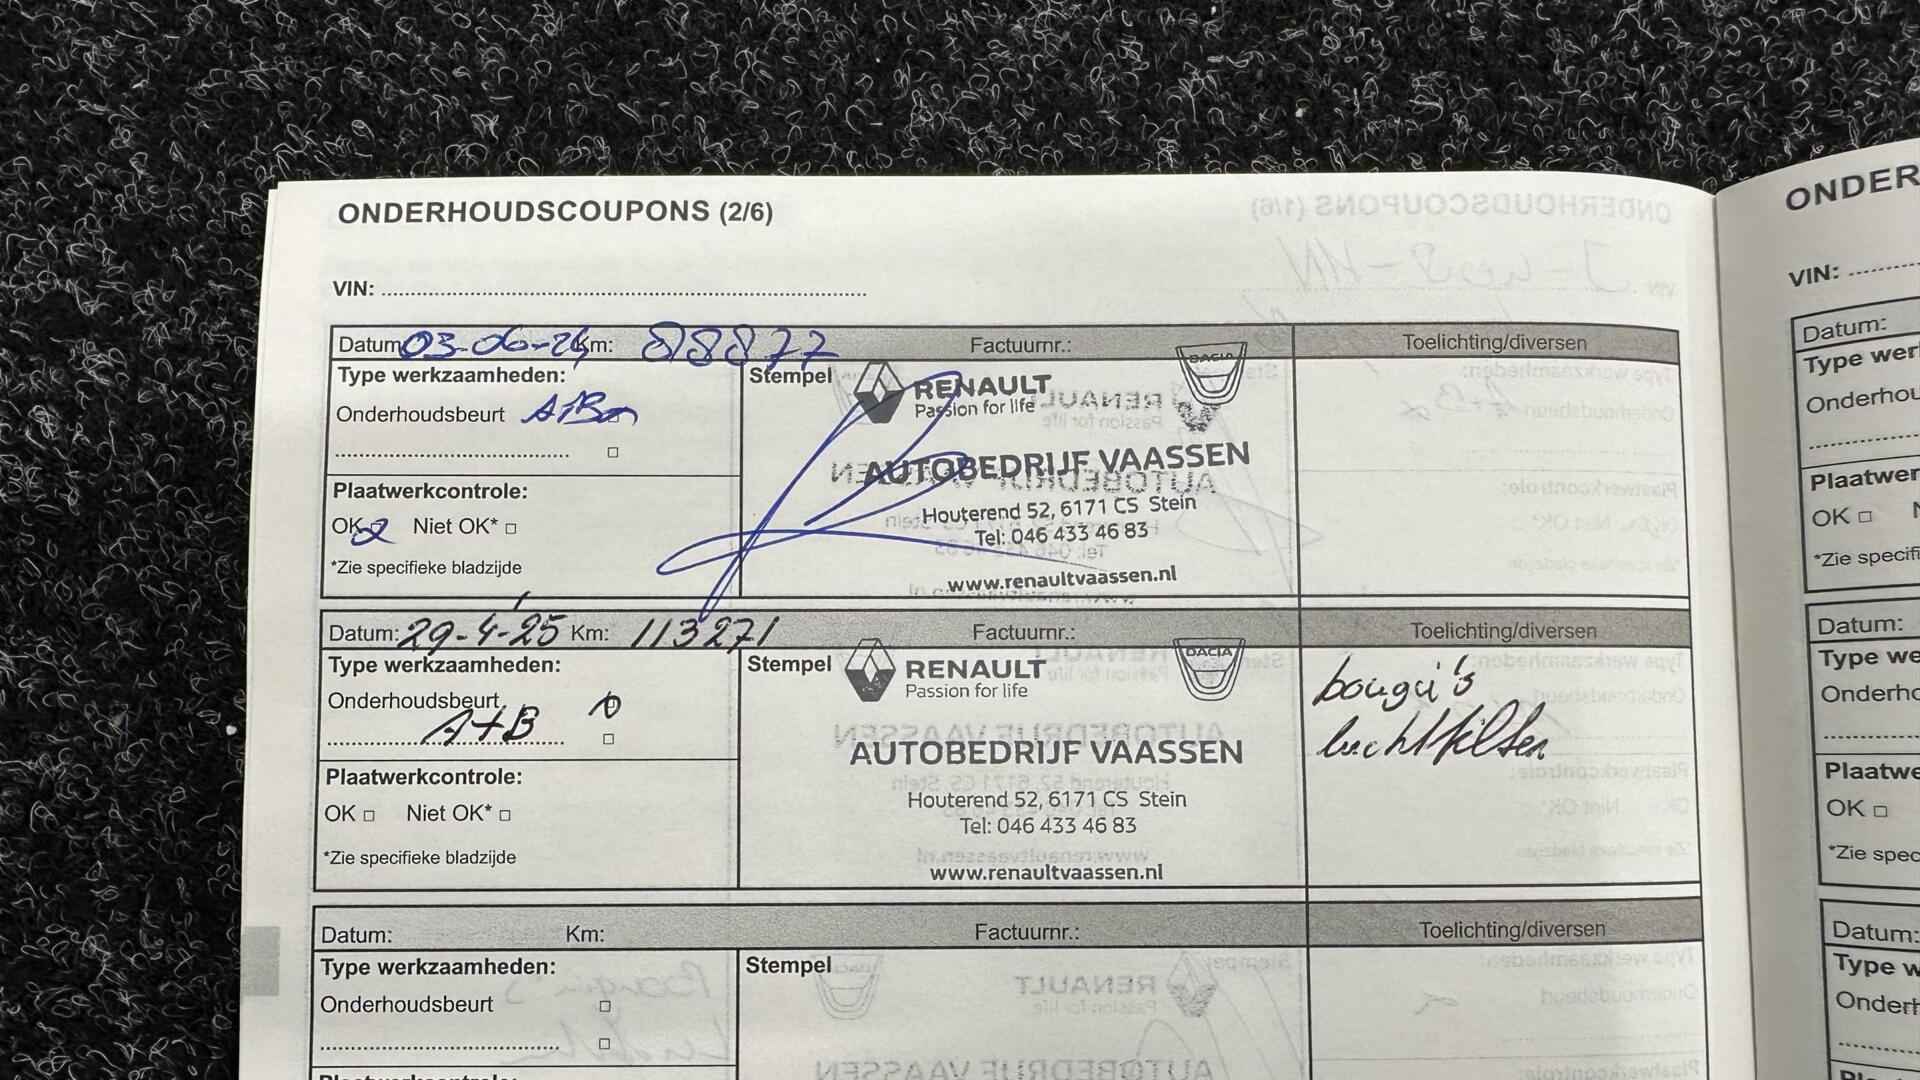 ONDERHOUDSCOUPONS (2/6)
VIN:
Datum: 03-06-24 Km: 88877 Factuurnr.: Toelichting/diversen
Type werkzaamheden:
Onderhoudsbeurt A+B
Stempel
RENAULT
Passion for life
DACIA
AUTOBEDRIJF VAASSEN
Houterend 52, 6171 CS Stein
Tel: 046 433 46 83
www.renaultvaassen.nl
Plaatwerkcontrole:
OK Niet OK*
*Zie specifieke bladzijde
Datum: 29-4-25 Km: 113271 Factuurnr.: Toelichting/diversen
Type werkzaamheden:
Onderhoudsbeurt
A+B
Stempel
RENAULT
Passion for life
DACIA
AUTOBEDRIJF VAASSEN
Houterend 52, 6171 CS Stein
Tel: 046 433 46 83
www.renaultvaassen.nl
bougi's
luchtfilter
Plaatwerkcontrole:
OK Niet OK*
*Zie specifieke bladzijde
Datum: Km: Factuurnr.: Toelichting/diversen
Type werkzaamheden:
Onderhoudsbeurt
Stempel
ONDER
VIN:
Datum:
Type wer
Onderhou
Plaatwer
OK
*Zie specifi
Datum:
Type we
Onderho
Plaatwe
OK
*Zie spec
Datum:
Type w
Onderh